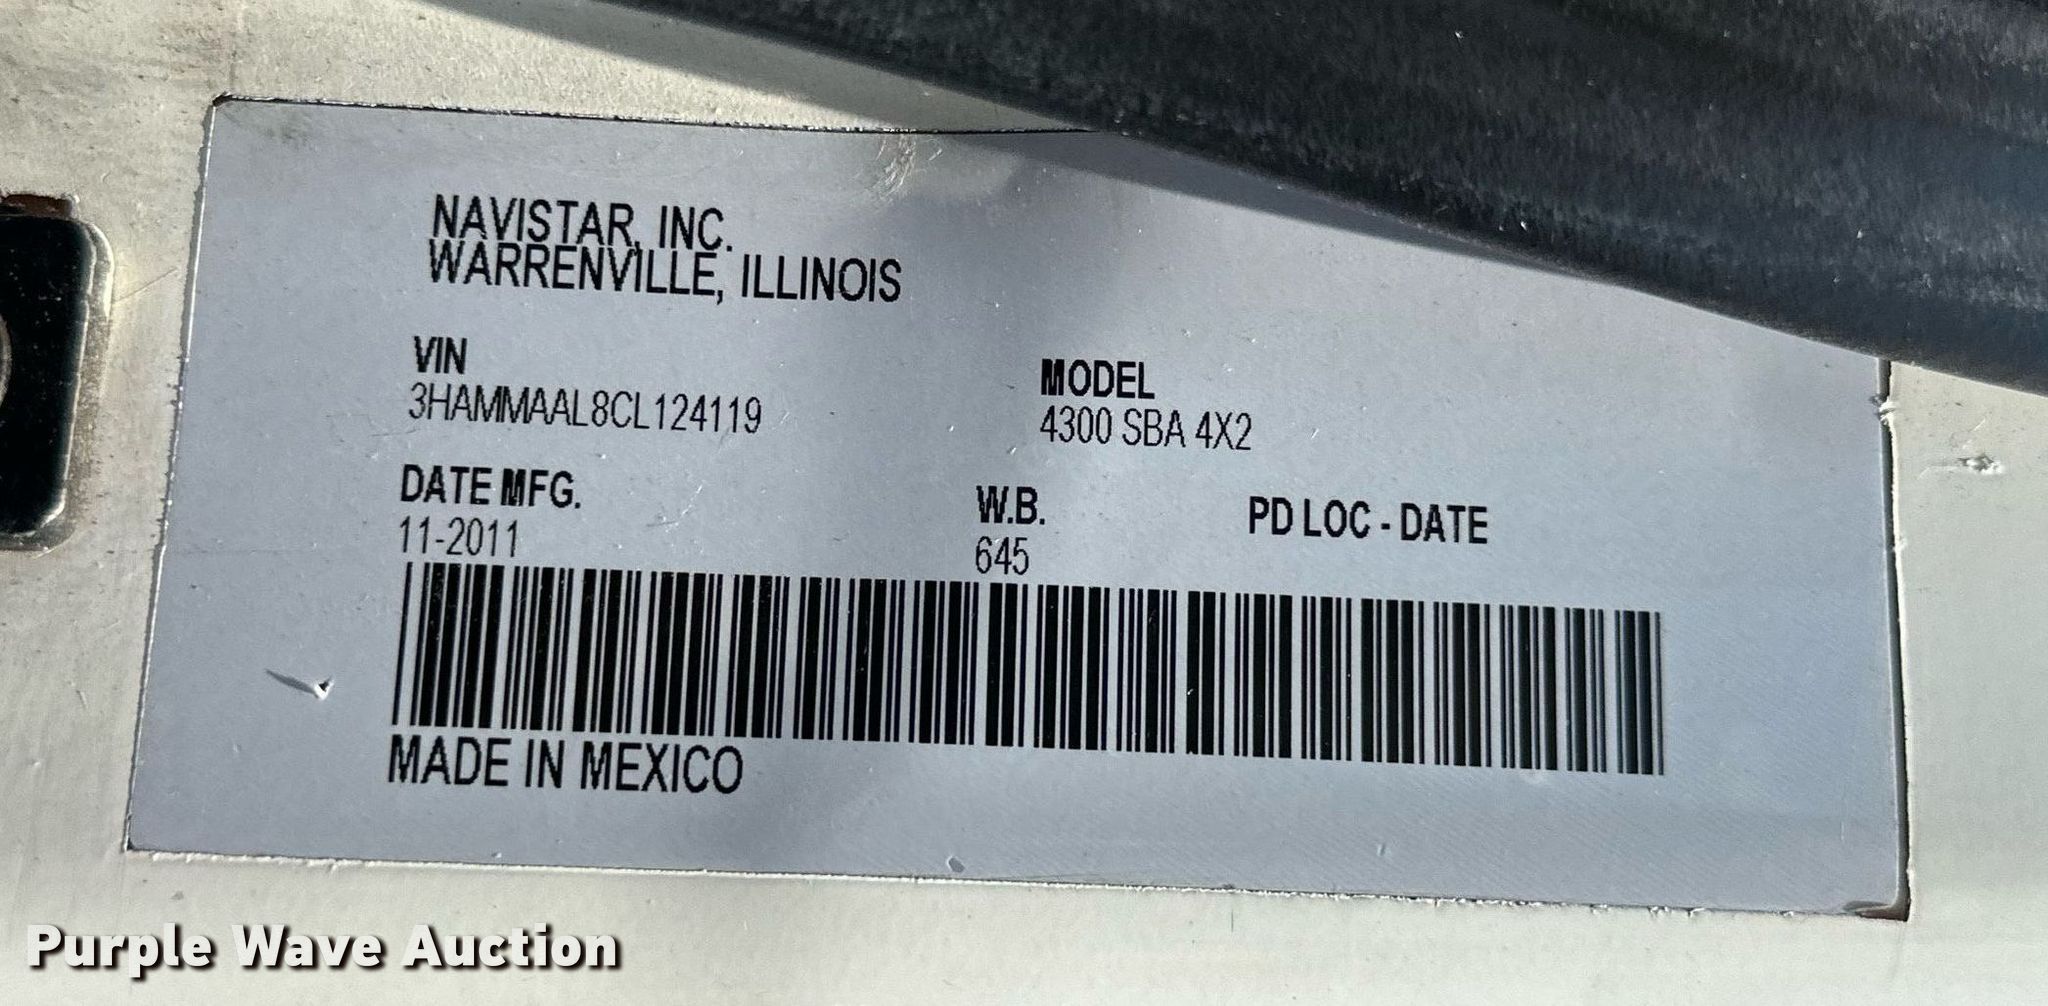 NAVISTAR, INC.
WARRENVILLE, ILLINOIS
VIN
3HAMMAAL8CL124119
MODEL
4300 SBA 4X2
DATE MFG.
11-2011
W.B.
645
PD LOC - DATE
MADE IN MEXICO
Purple Wave Auction